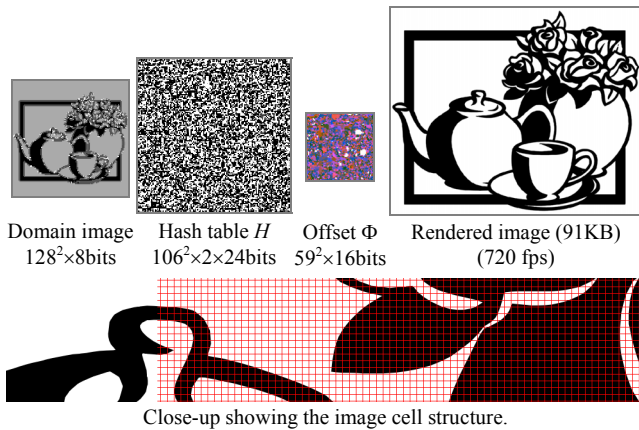 Domain image
128²×8bits
Hash table H
106²×2×24bits
Offset Φ
59²×16bits
Rendered image (91KB)
(720 fps)
Close-up showing the image cell structure.